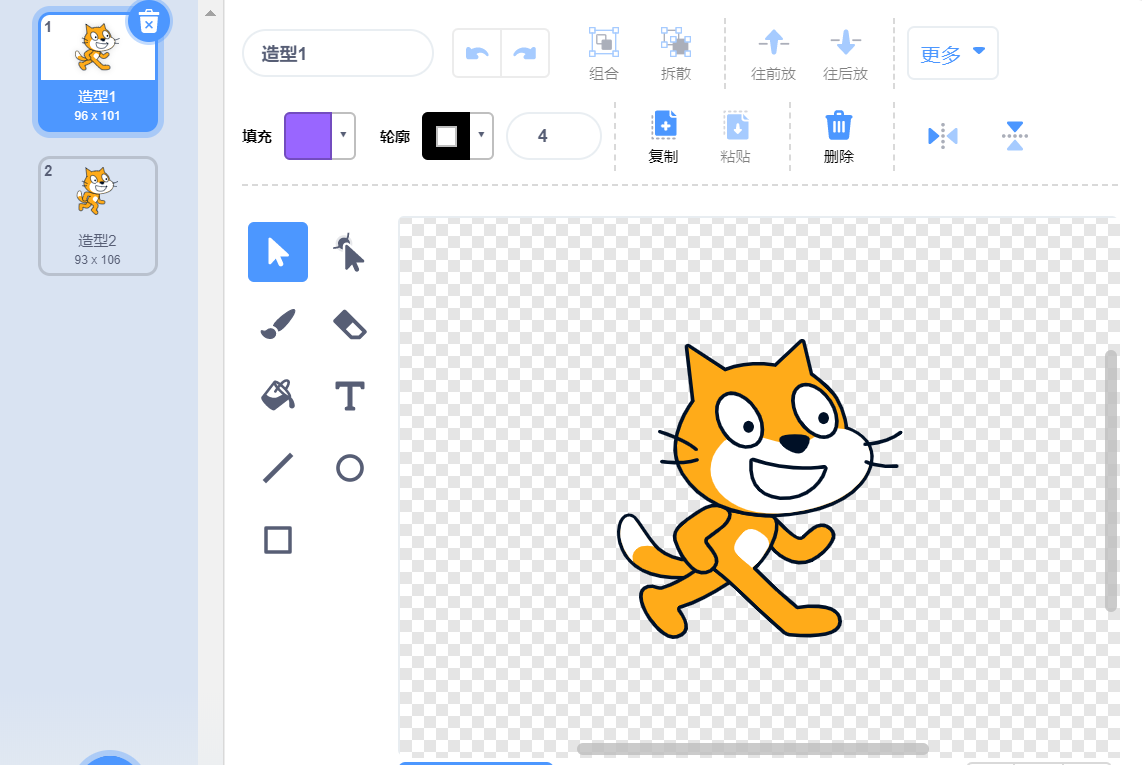 1
造型1
96 x 101
2
造型2
93 x 106
造型1
组合
拆散
往前放
往后放
更多
填充
轮廓
4
复制
粘贴
删除